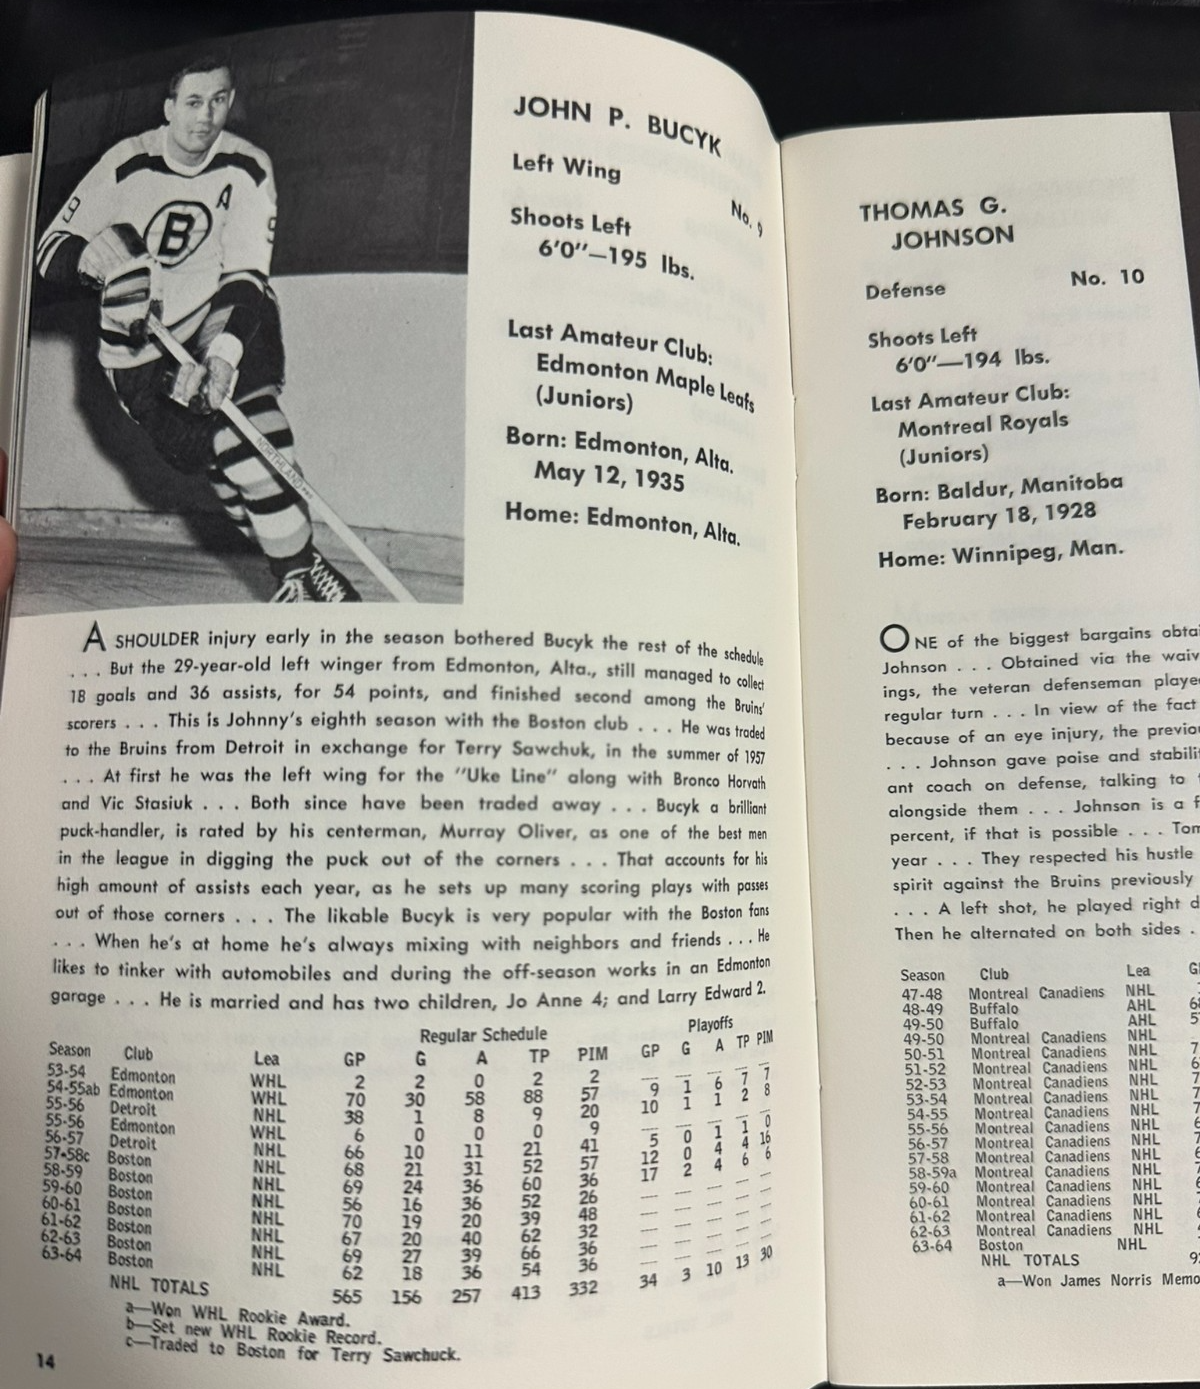 JOHN P. BUCYK
Left Wing
No. 9
Shoots Left
6'0"—195 lbs.
Last Amateur Club:
Edmonton Maple Leafs
(Juniors)
Born: Edmonton, Alta.
May 12, 1935
Home: Edmonton, Alta.
9
A
B
9
NORTHLAND
A SHOULDER injury early in the season bothered Bucyk the rest of the schedule
. . . But the 29-year-old left winger from Edmonton, Alta., still managed to collect
18 goals and 36 assists, for 54 points, and finished second among the Bruins'
scorers . . . This is Johnny's eighth season with the Boston club . . . He was traded
to the Bruins from Detroit in exchange for Terry Sawchuk, in the summer of 1957
. . . At first he was the left wing for the "Uke Line" along with Bronco Horvath
and Vic Stasiuk . . . Both since have been traded away . . . Bucyk a brilliant
puck-handler, is rated by his centerman, Murray Oliver, as one of the best men
in the league in digging the puck out of the corners . . . That accounts for his
high amount of assists each year, as he sets up many scoring plays with passes
out of those corners . . . The likable Bucyk is very popular with the Boston fans
. . . When he's at home he's always mixing with neighbors and friends . . . He
likes to tinker with automobiles and during the off-season works in an Edmonton
garage . . . He is married and has two children, Jo Anne 4; and Larry Edward 2.
Regular Schedule Playoffs
Season Club Lea GP G A TP PIM GP G A TP PIM
53-54 Edmonton WHL 2 2 0 2 2 — — — — —
54-55ab Edmonton WHL 70 30 58 88 57 9 1 6 7 7
55-56 Detroit NHL 38 1 8 9 20 10 1 1 2 8
55-56 Edmonton WHL 6 0 0 0 9 — — — — —
56-57 Detroit NHL 66 10 11 21 41 5 0 1 1 0
57-58c Boston NHL 68 21 31 52 57 12 0 4 4 16
58-59 Boston NHL 69 24 36 60 36 17 2 4 6 6
59-60 Boston NHL 56 16 36 52 26 — — — — —
60-61 Boston NHL 70 19 20 39 48 — — — — —
61-62 Boston NHL 67 20 40 62 32 — — — — —
62-63 Boston NHL 69 27 39 66 36 — — — — —
63-64 Boston NHL 62 18 36 54 36 — — — — —
NHL TOTALS 565 156 257 413 332 34 3 10 13 30
a—Won WHL Rookie Award.
b—Set new WHL Rookie Record.
c—Traded to Boston for Terry Sawchuck.
14
THOMAS G.
JOHNSON
Defense No. 10
Shoots Left
6'0"—194 lbs.
Last Amateur Club:
Montreal Royals
(Juniors)
Born: Baldur, Manitoba
February 18, 1928
Home: Winnipeg, Man.
ONE of the biggest bargains obtai
Johnson . . . Obtained via the waiv
ings, the veteran defenseman playe
regular turn . . . In view of the fact
because of an eye injury, the previou
. . . Johnson gave poise and stabilit
ant coach on defense, talking to
alongside them . . . Johnson is a f
percent, if that is possible . . . Tom
year . . . They respected his hustle
spirit against the Bruins previously
. . . A left shot, he played right d
Then he alternated on both sides .
Season Club Lea G
47-48 Montreal Canadiens NHL
48-49 Buffalo AHL 6
49-50 Buffalo AHL 5
49-50 Montreal Canadiens NHL
50-51 Montreal Canadiens NHL 7
51-52 Montreal Canadiens NHL 6
52-53 Montreal Canadiens NHL 7
53-54 Montreal Canadiens NHL 7
54-55 Montreal Canadiens NHL 7
55-56 Montreal Canadiens NHL 6
56-57 Montreal Canadiens NHL 7
57-58 Montreal Canadiens NHL 6
58-59a Montreal Canadiens NHL 7
59-60 Montreal Canadiens NHL 6
60-61 Montreal Canadiens NHL 7
61-62 Montreal Canadiens NHL 6
62-63 Montreal Canadiens NHL
63-64 Boston NHL
NHL TOTALS 9
a—Won James Norris Memo